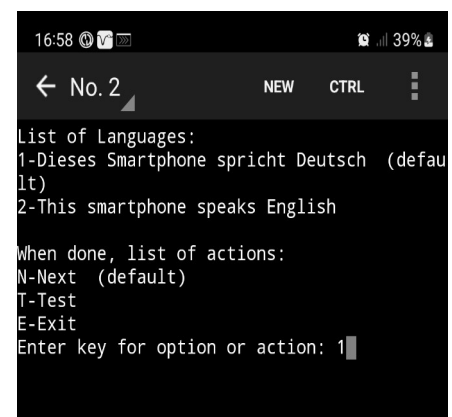 16:58 39%
← No. 2 NEW CTRL
List of Languages:
1-Dieses Smartphone spricht Deutsch (defau
lt)
2-This smartphone speaks English
When done, list of actions:
N-Next (default)
T-Test
E-Exit
Enter key for option or action: 1